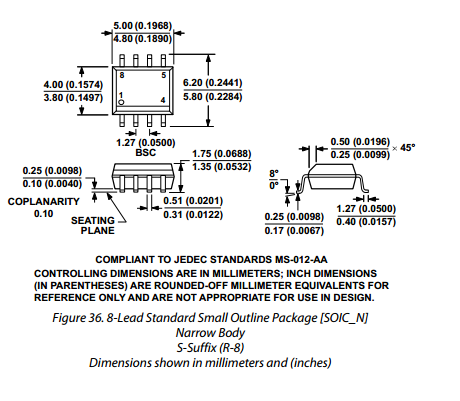 5.00 (0.1968)
4.80 (0.1890)
8
5
1
4
4.00 (0.1574)
3.80 (0.1497)
6.20 (0.2441)
5.80 (0.2284)
1.27 (0.0500)
BSC
0.25 (0.0098)
0.10 (0.0040)
COPLANARITY
0.10
SEATING
PLANE
1.75 (0.0688)
1.35 (0.0532)
0.51 (0.0201)
0.31 (0.0122)
0.50 (0.0196) × 45°
0.25 (0.0099)
8°
0°
0.25 (0.0098)
0.17 (0.0067)
1.27 (0.0500)
0.40 (0.0157)
COMPLIANT TO JEDEC STANDARDS MS-012-AA
CONTROLLING DIMENSIONS ARE IN MILLIMETERS; INCH DIMENSIONS
(IN PARENTHESES) ARE ROUNDED-OFF MILLIMETER EQUIVALENTS FOR
REFERENCE ONLY AND ARE NOT APPROPRIATE FOR USE IN DESIGN.
Figure 36. 8-Lead Standard Small Outline Package [SOIC_N]
Narrow Body
S-Suffix (R-8)
Dimensions shown in millimeters and (inches)